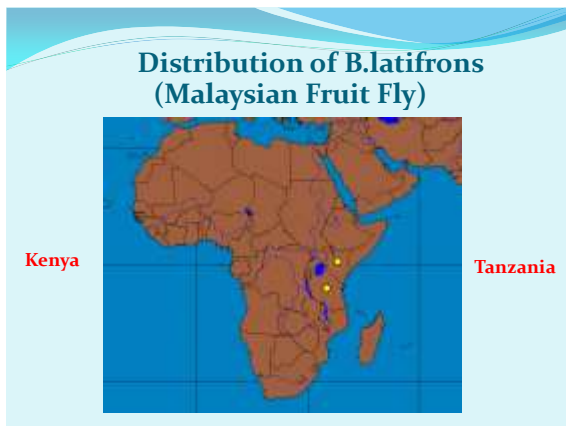 Distribution of B.latifrons
(Malaysian Fruit Fly)
Kenya
Tanzania